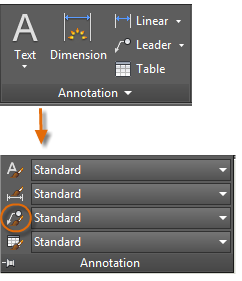 A
Linear
Text
Dimension
Leader
Table
Annotation
A Standard
Standard
Standard
Standard
Annotation